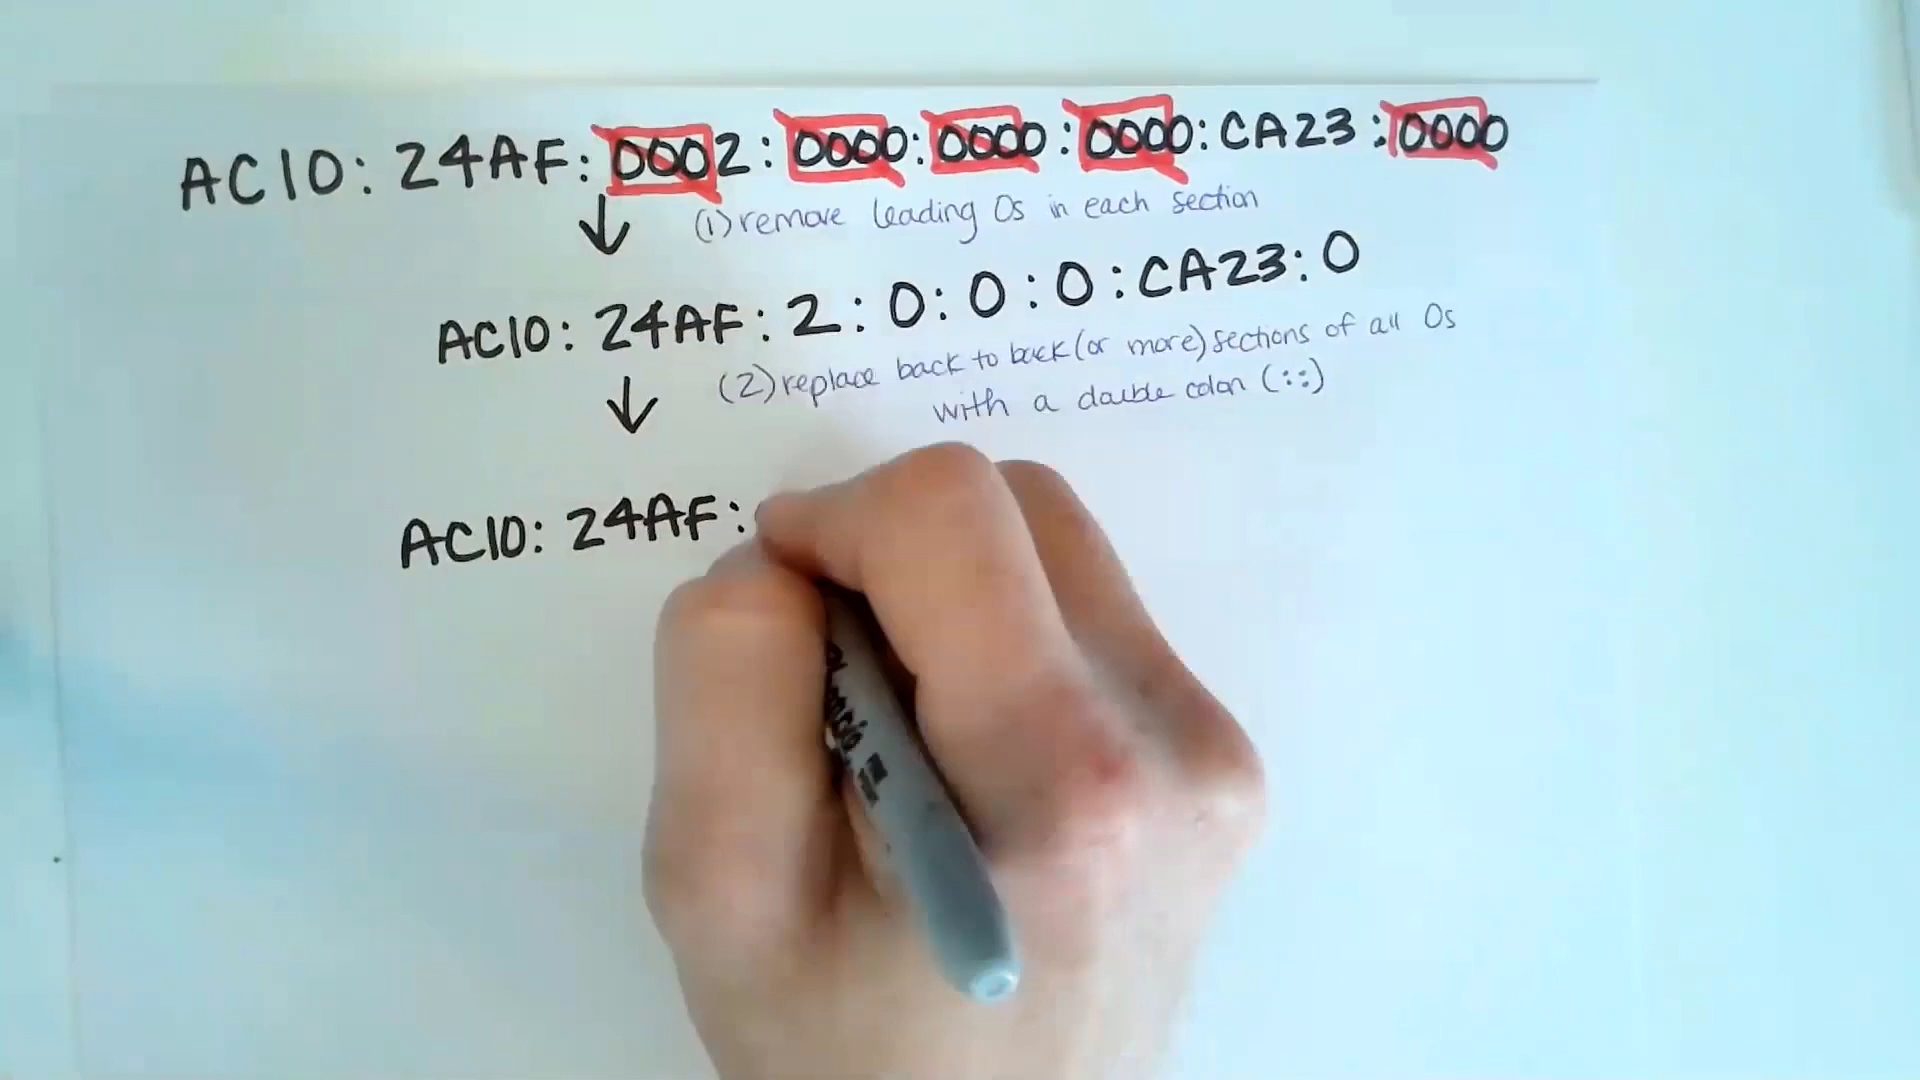 AC10:24AF:0002:0000:0000:0000:CA23:0000
(1) remove leading 0s in each section
AC10:24AF:2:0:0:0:CA23:0
(2) replace back to back (or more) sections of all 0s
with a double colon (::)
AC10:24AF: